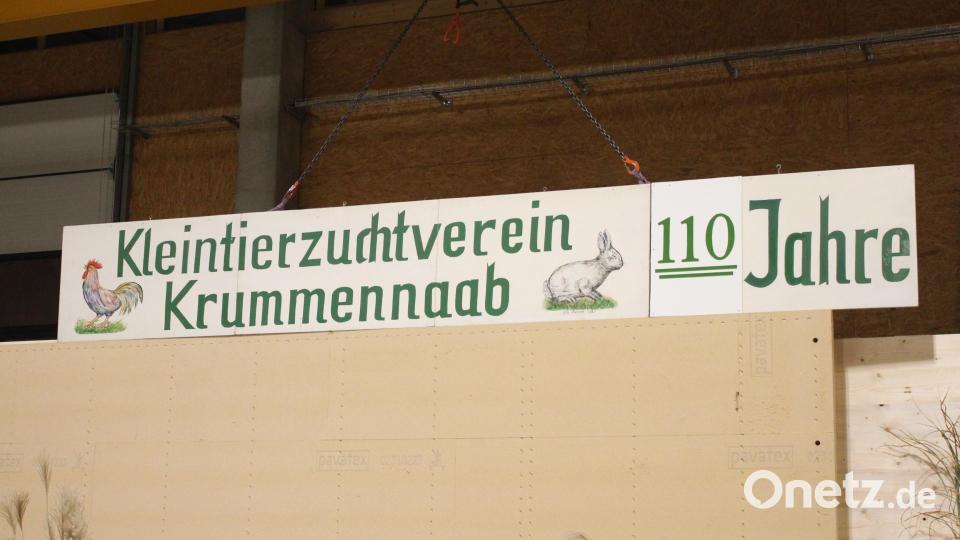 Kleintierzuchtverein
Krummennaab
110 Jahre
pavatex
pavatex
pavatex
Onetz.de